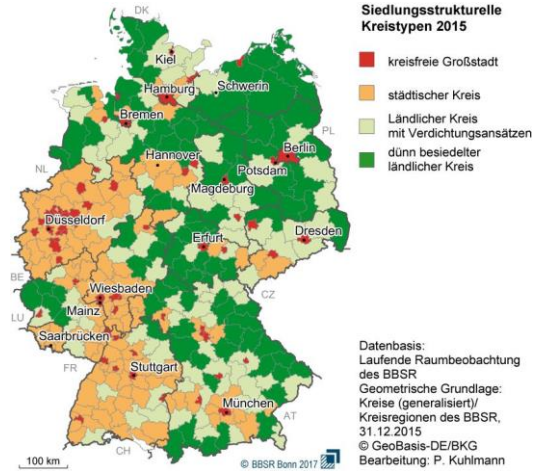 Siedlungsstrukturelle
Kreistypen 2015
kreisfreie Großstadt
städtischer Kreis
Ländlicher Kreis
mit Verdichtungsansätzen
dünn besiedelter
ländlicher Kreis
DK
Kiel
Hamburg
Schwerin
Bremen
PL
Berlin
Hannover
Potsdam
NL
Magdeburg
Düsseldorf
Dresden
Erfurt
BE
CZ
Wiesbaden
LU
Mainz
Saarbrücken
FR
Stuttgart
München
AT
CH
100 km
© BBSR Bonn 2017
Datenbasis:
Laufende Raumbeobachtung
des BBSR
Geometrische Grundlage:
Kreise (generalisiert)/
Kreisregionen des BBSR,
31.12.2015
© GeoBasis-DE/BKG
Bearbeitung: P. Kuhlmann